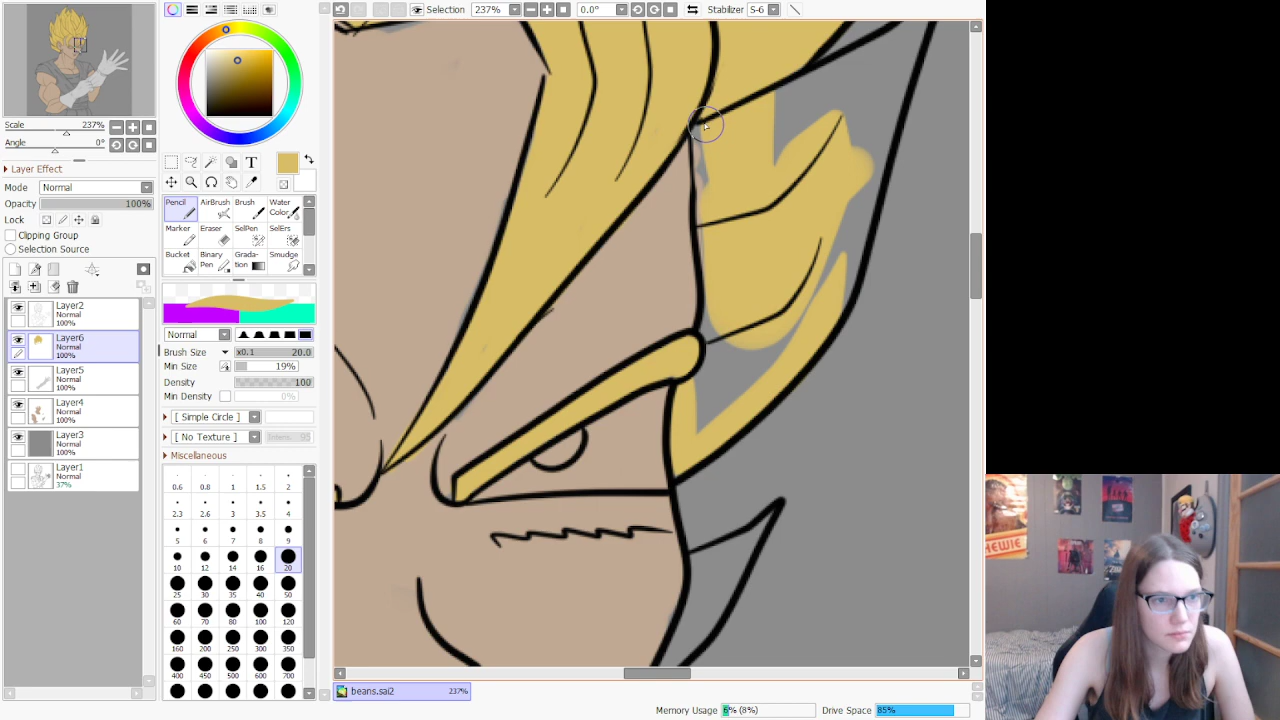 Selection
237%
0.0°
Stabilizer
S-6
Scale
237%
Angle
0°
Layer Effect
Mode
Normal
Opacity
100%
Lock
Clipping Group
Selection Source
Layer2
Normal
100%
Layer6
Normal
100%
Layer5
Normal
100%
Layer4
Normal
100%
Layer3
Normal
100%
Layer1
Normal
37%
T
Pencil
AirBrush
Brush
Water
Color
Marker
Eraser
SelPen
SelErs
Bucket
Binary
Pen
Grada-
tion
Smudge
Normal
Brush Size
x0.1
20.0
Min Size
19%
Density
100
Min Density
0%
[ Simple Circle ]
[ No Texture ]
95
Miscellaneous
0.6 0.8 1 1.5 2
2.3 2.6 3 3.5 4
5 6 7 8 9
10 12 14 16 20
25 30 35 40 50
60 70 80 100 120
160 200 250 300 350
400 450 500 600 700
beans.sai2
237%
Memory Usage
6% (8%)
Drive Space
85%
HEWIE